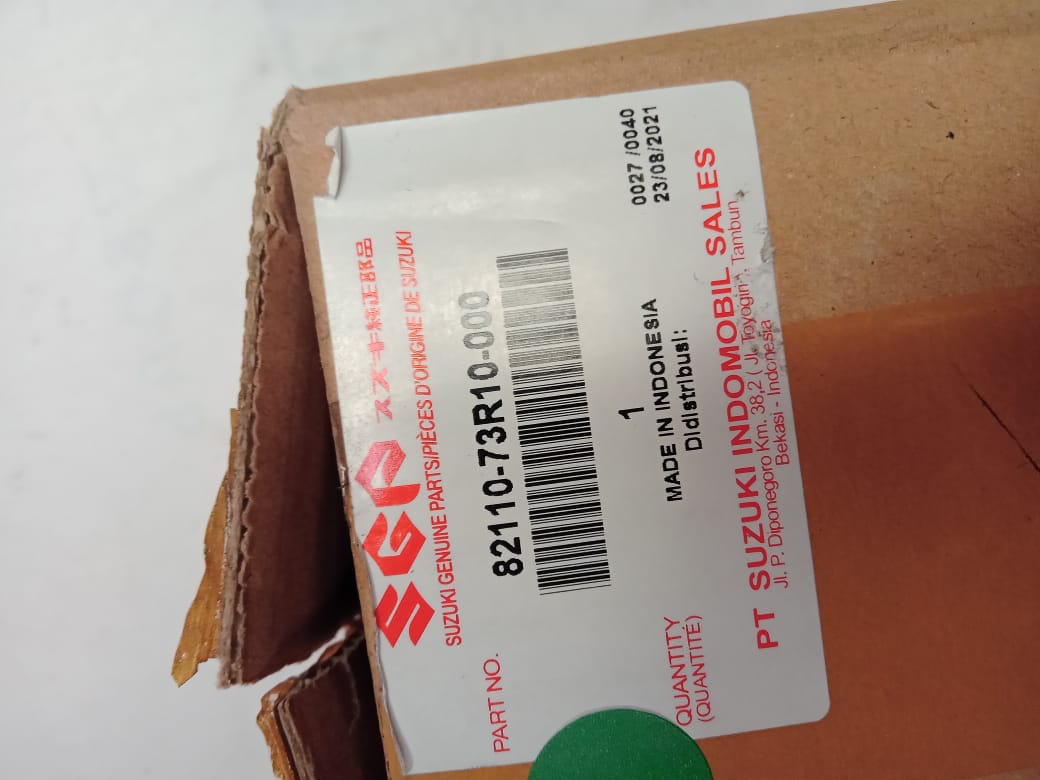 SGP スズキ純正部品
SUZUKI GENUINE PARTS/PIÈCES D'ORIGINE DE SUZUKI
PART NO. 82110-73R10-000
0027 /0040
23/08/2021
QUANTITY 1
(QUANTITÉ) MADE IN INDONESIA
Didistribusi:
PT SUZUKI INDOMOBIL SALES
Jl. P. Diponegoro Km. 38,2 ( Jl. Toyogiri ), Tambun
Bekasi - Indonesia